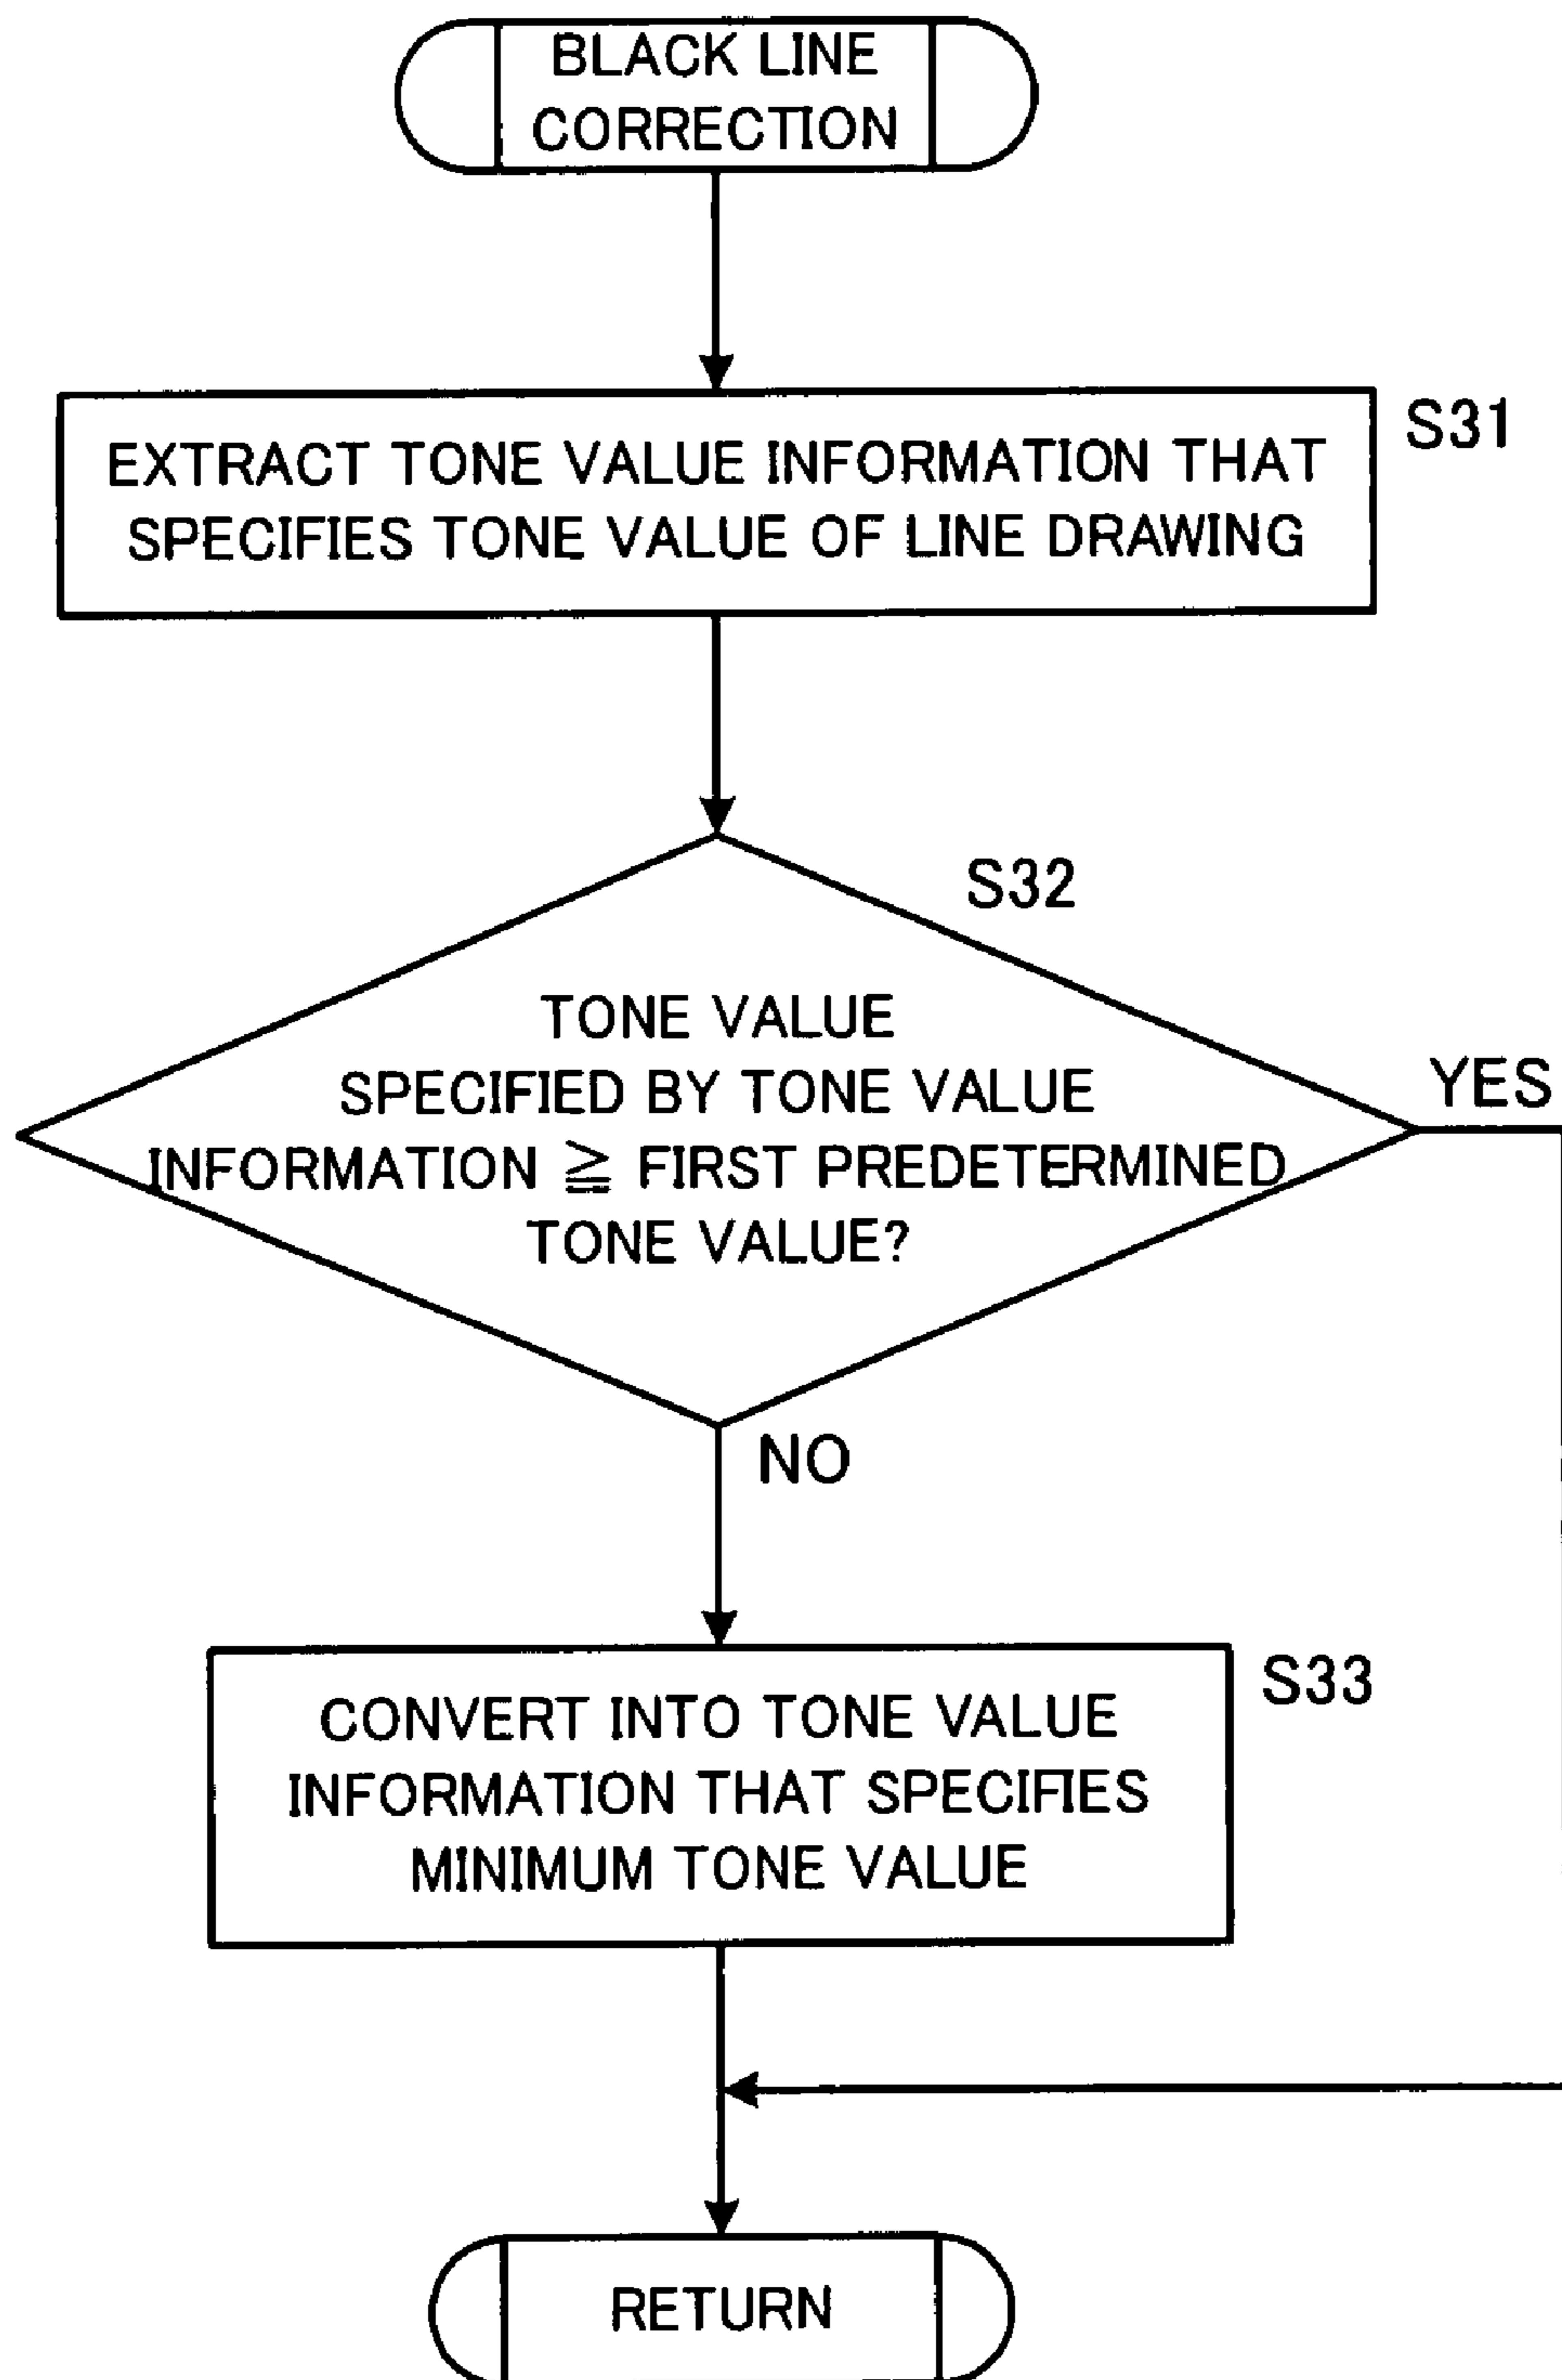 BLACK LINE
CORRECTION
S31
EXTRACT TONE VALUE INFORMATION THAT
SPECIFIES TONE VALUE OF LINE DRAWING
S32
TONE VALUE
SPECIFIED BY TONE VALUE
INFORMATION ≧ FIRST PREDETERMINED
TONE VALUE?
YES
NO
S33
CONVERT INTO TONE VALUE
INFORMATION THAT SPECIFIES
MINIMUM TONE VALUE
RETURN